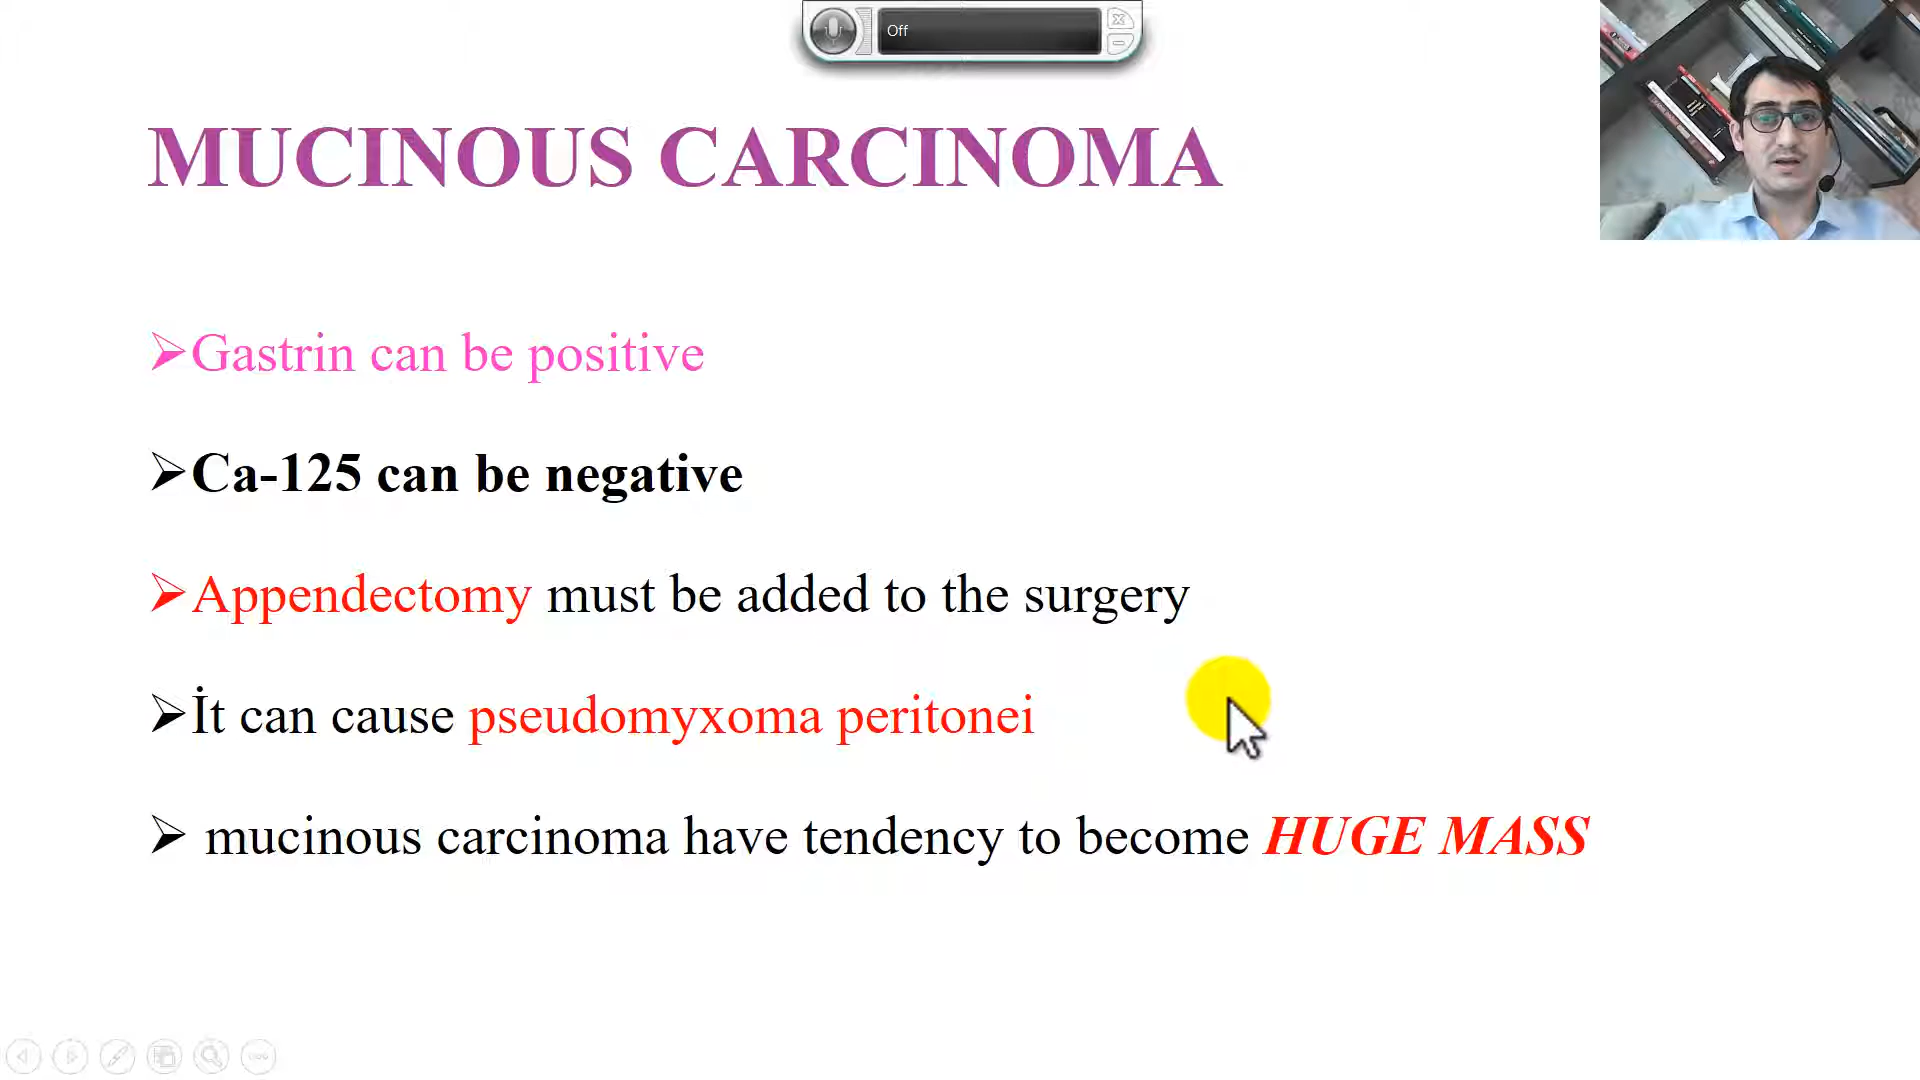 Off
MUCINOUS CARCINOMA
➢Gastrin can be positive
➢Ca-125 can be negative
➢Appendectomy must be added to the surgery
➢İt can cause pseudomyxoma peritonei
➢ mucinous carcinoma have tendency to become HUGE MASS